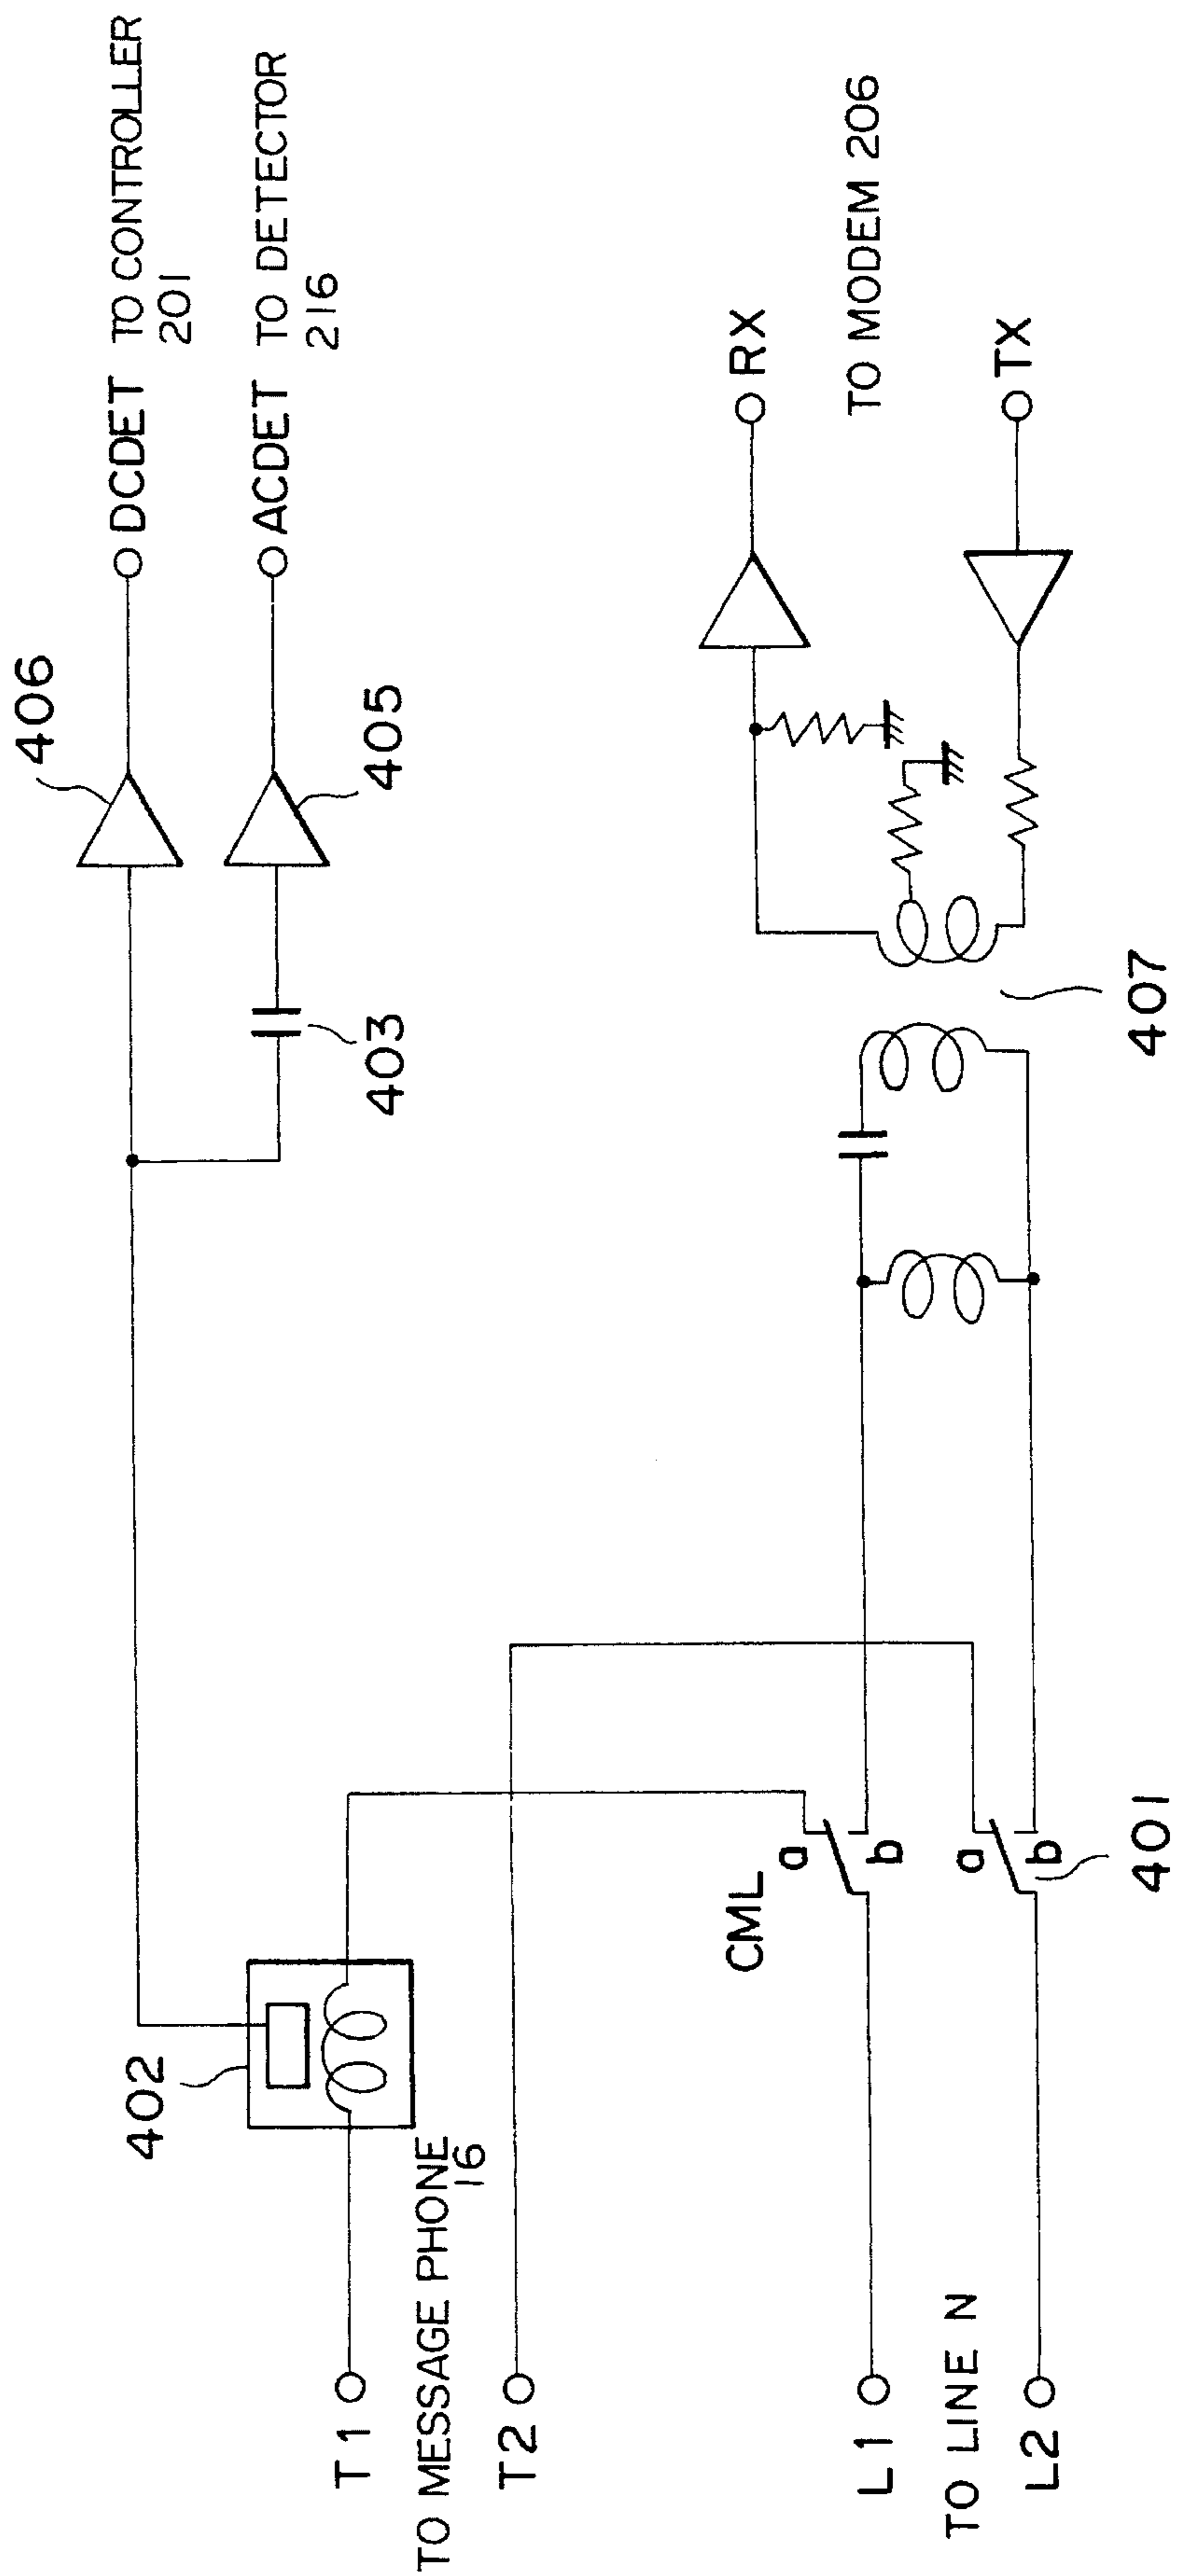 406
DCDET TO CONTROLLER
201
ACDET TO DETECTOR
216
405
403
402
T1
TO MESSAGE PHONE
16
T2
RX
TO MODEM 206
TX
407
CML
a
b
a
b
401
L1
TO LINE N
L2